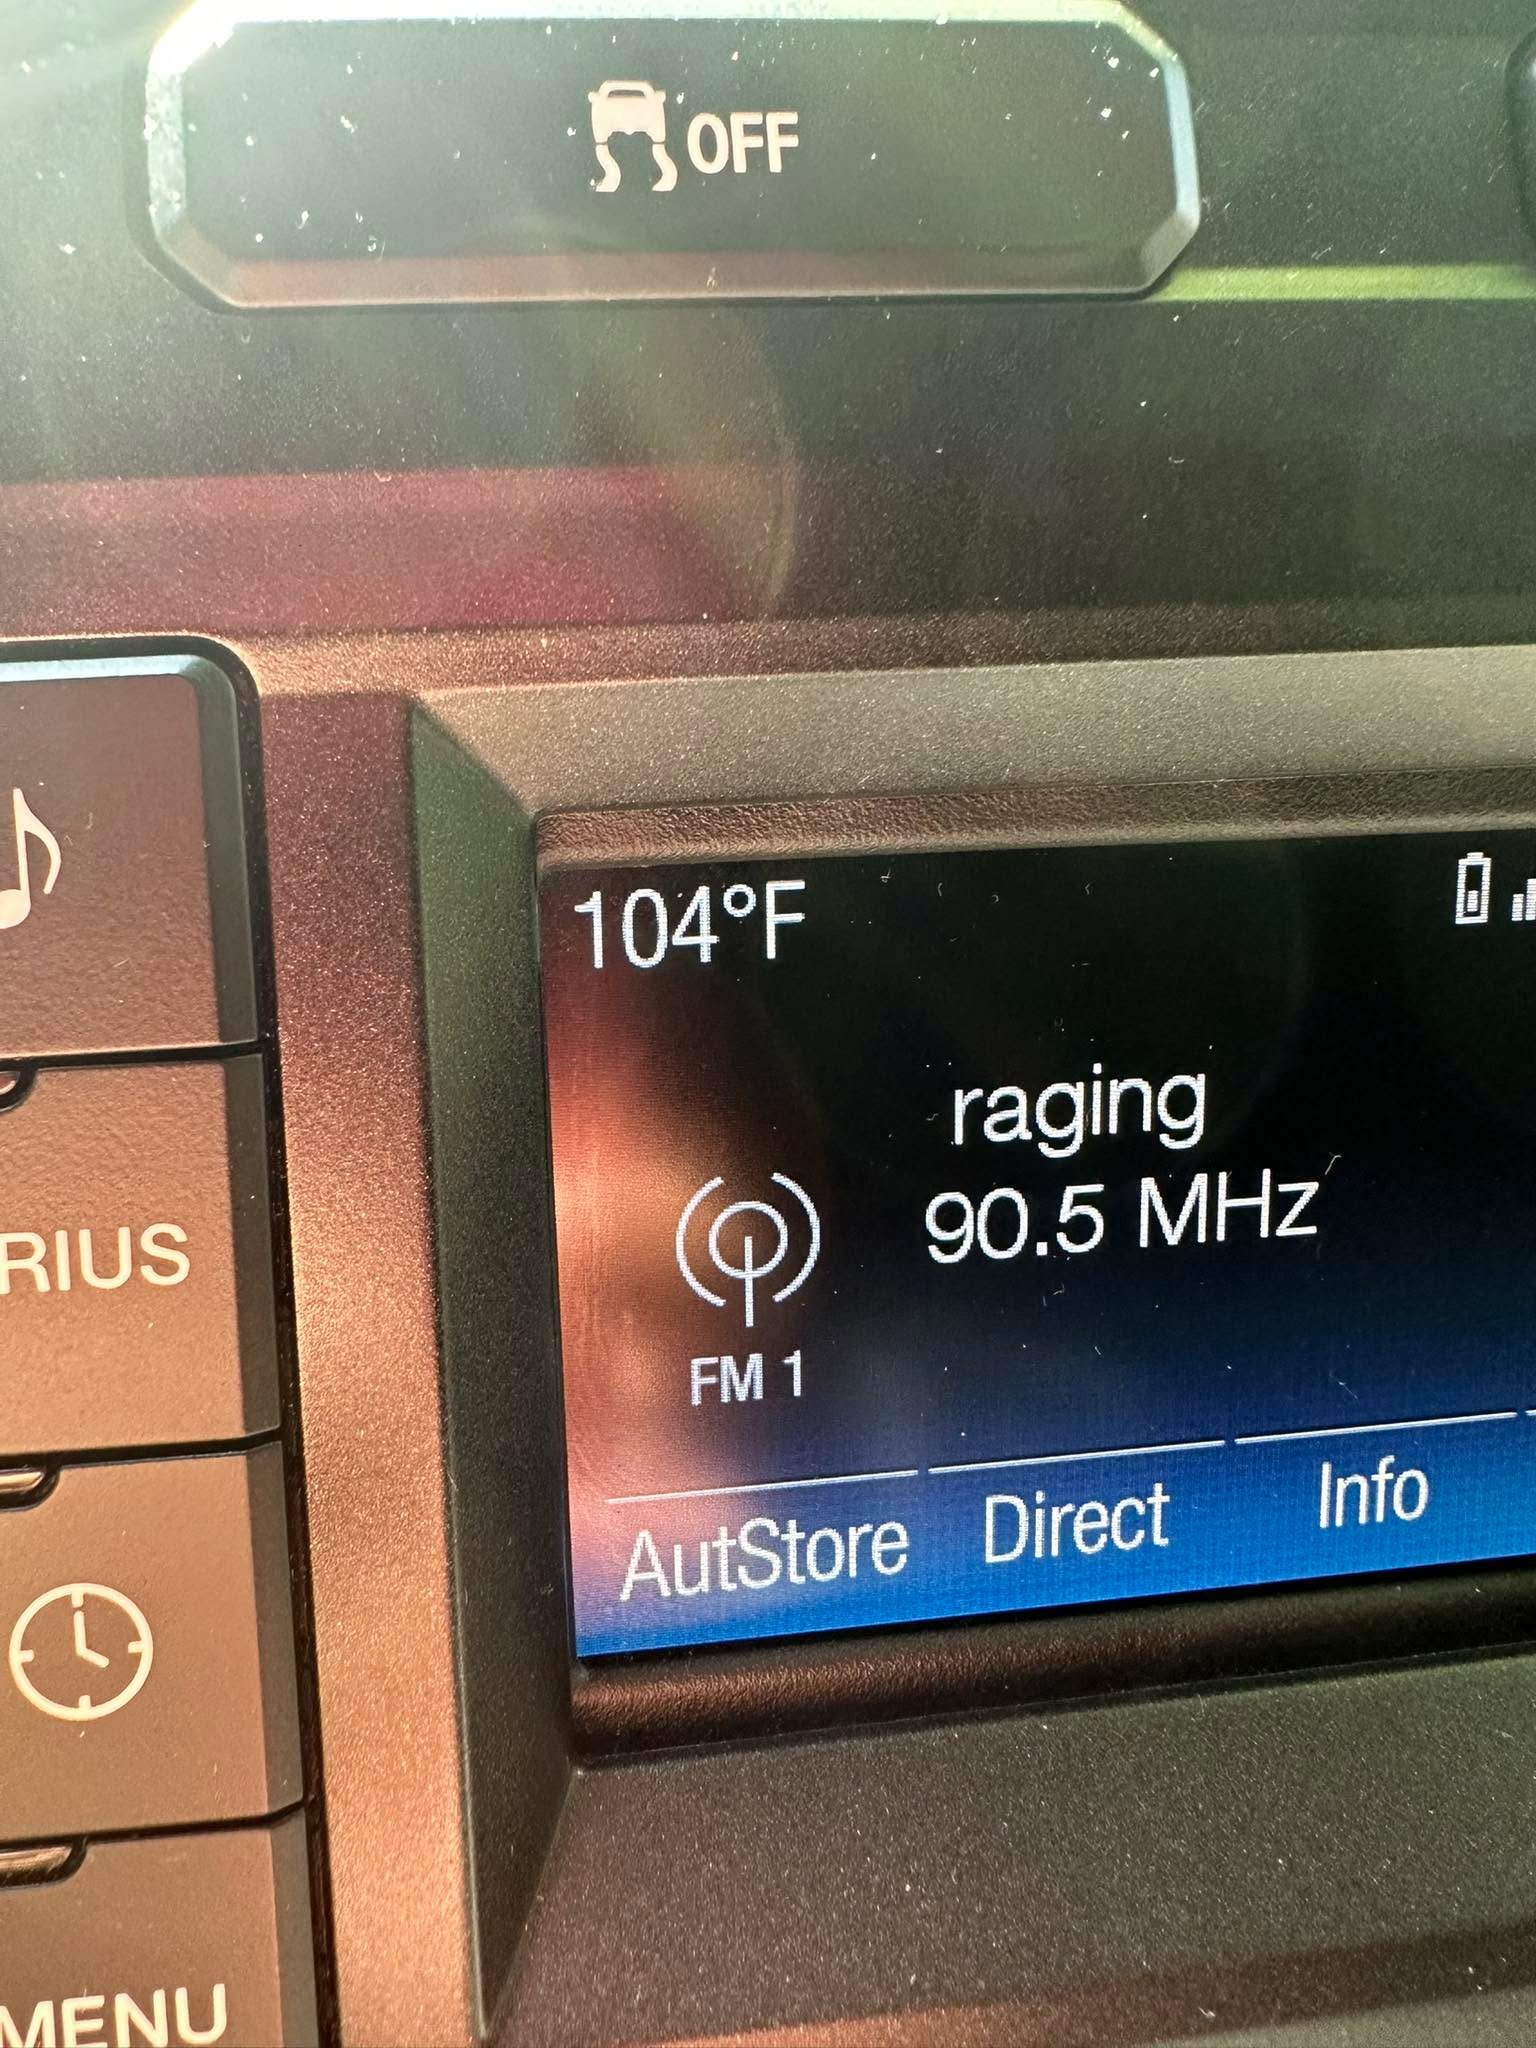 OFF
104°F
raging
90.5 MHz
FM 1
AutStore
Direct
Info
RIUS
MENU